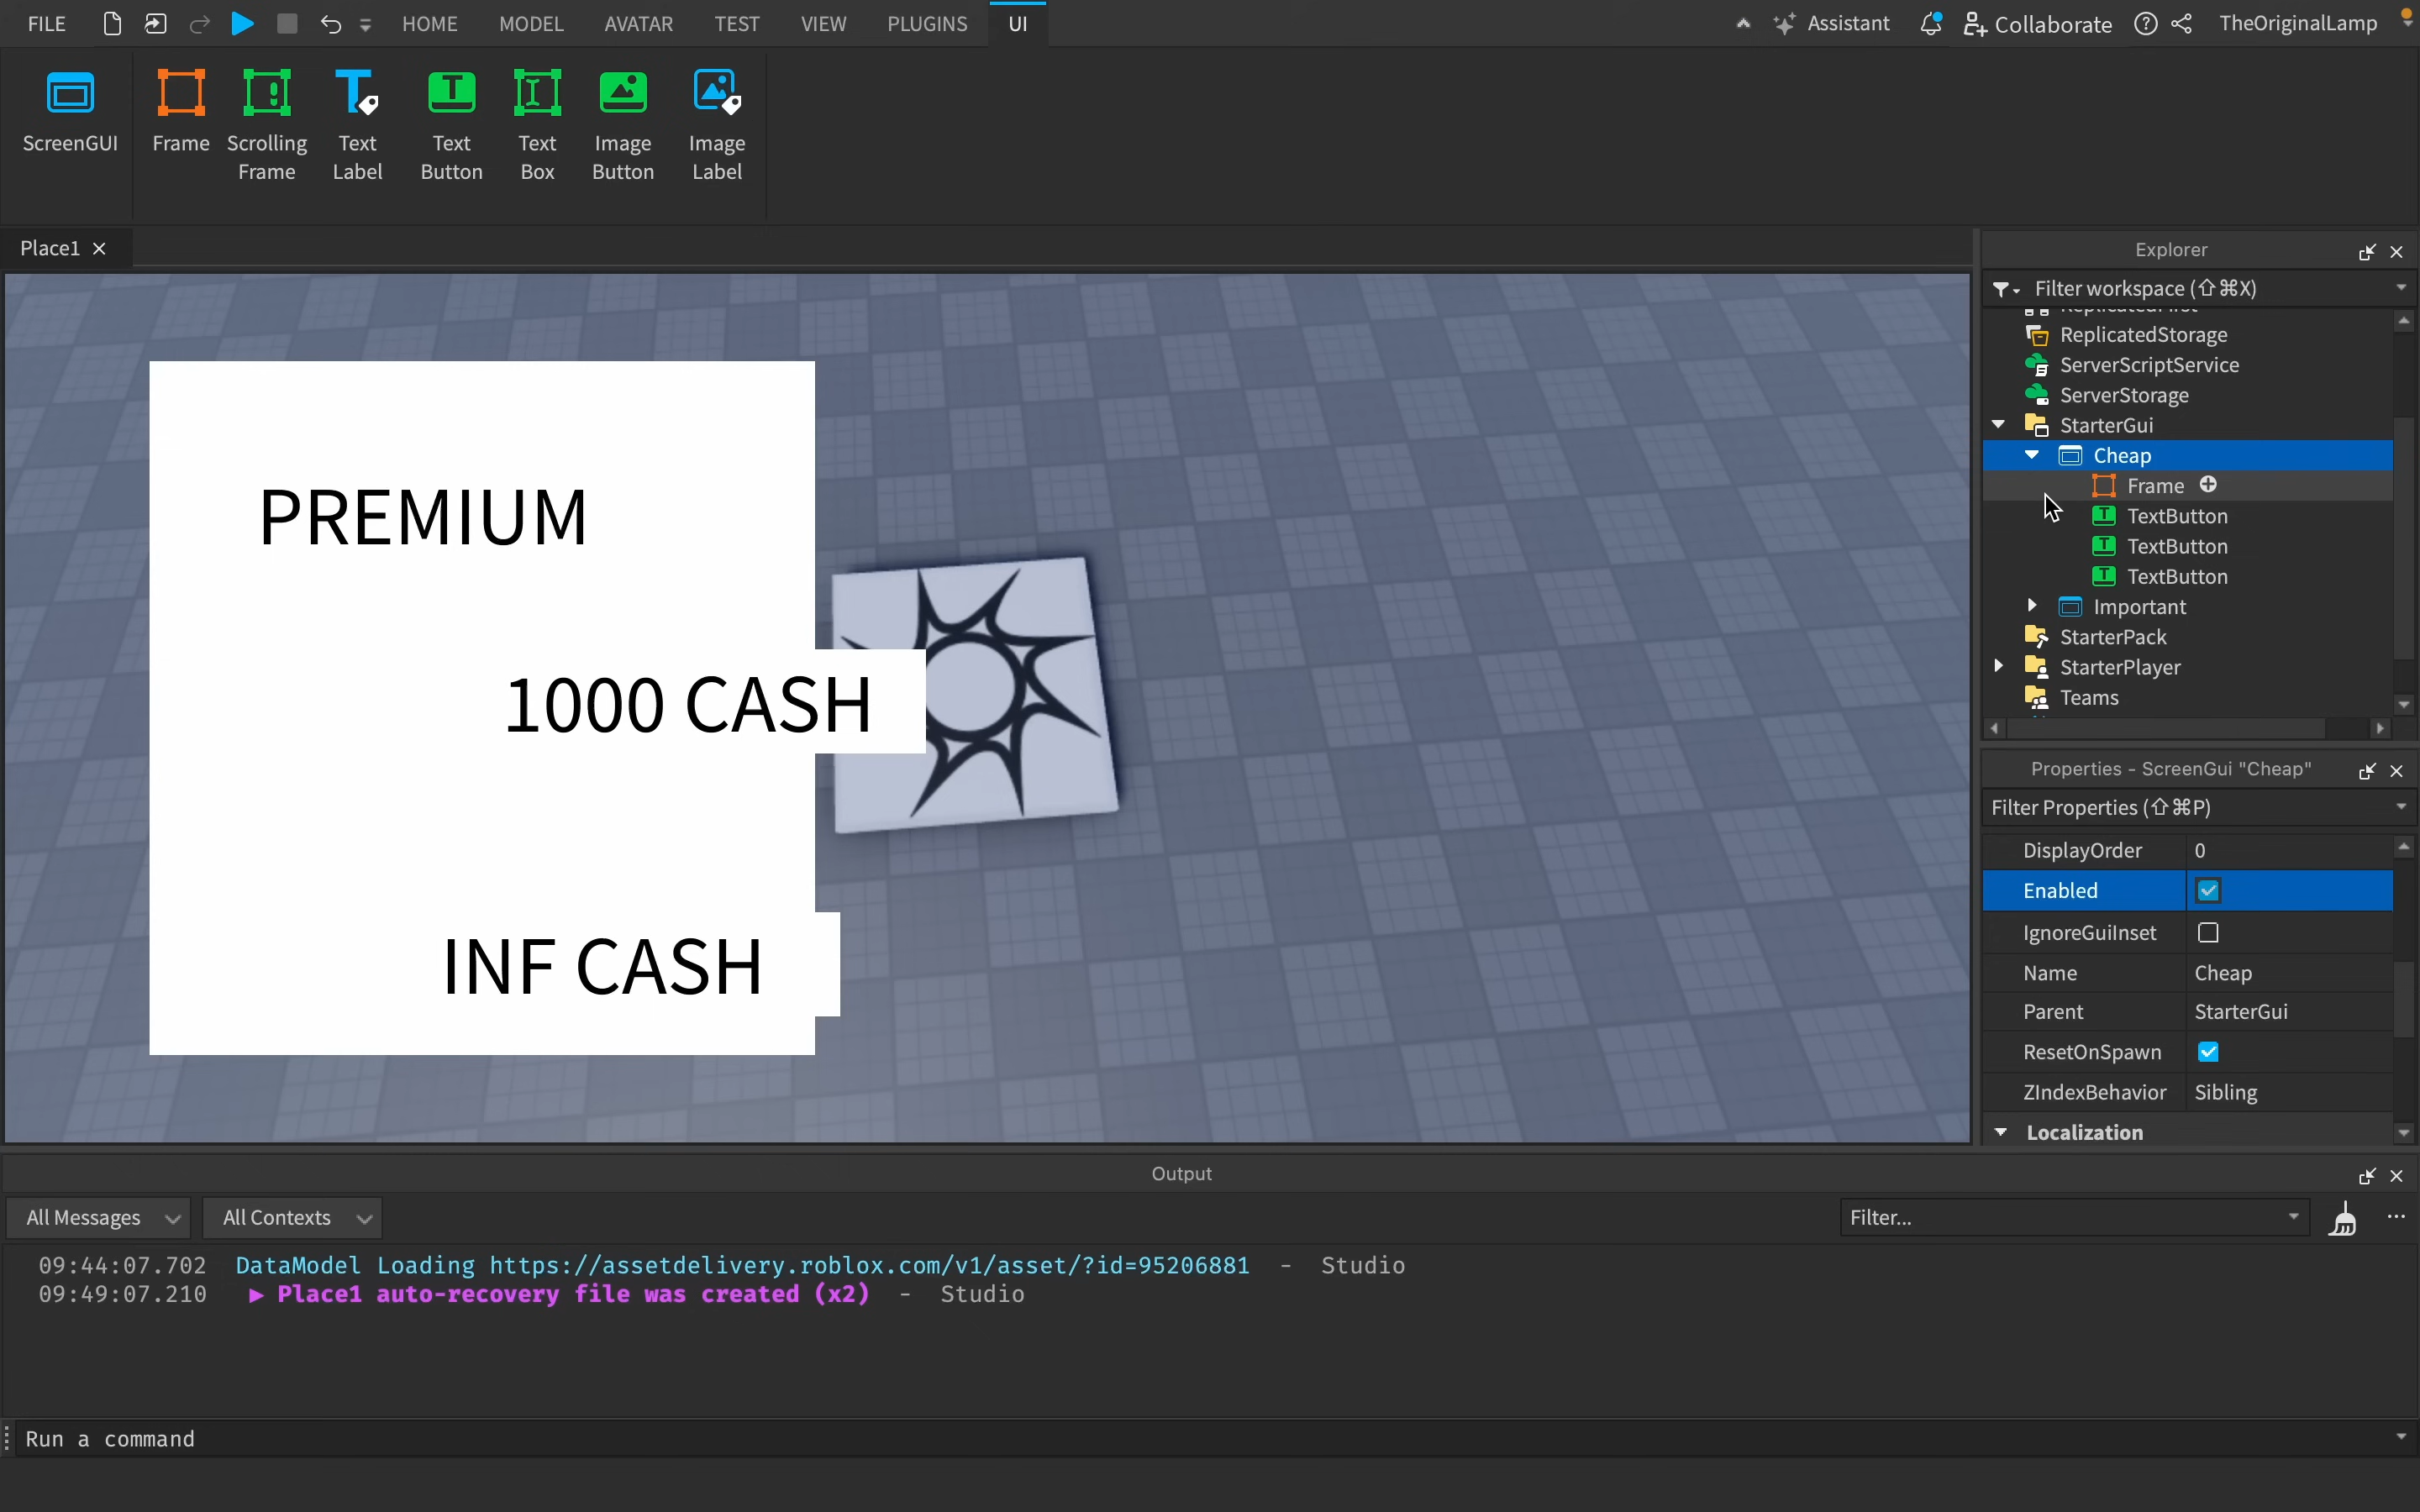 FILE
HOME
MODEL
AVATAR
TEST
VIEW
PLUGINS
UI
Assistant
Collaborate
TheOriginalLamp
ScreenGUI
Frame
Scrolling
Frame
Text
Label
Text
Button
Text
Box
Image
Button
Image
Label
Place1
PREMIUM
1000 CASH
INF CASH
Explorer
Filter workspace (⇧⌘X)
ReplicatedFirst
ReplicatedStorage
ServerScriptService
ServerStorage
StarterGui
Cheap
Frame
TextButton
TextButton
TextButton
Important
StarterPack
StarterPlayer
Teams
Properties - ScreenGui "Cheap"
Filter Properties (⇧⌘P)
DisplayOrder 0
Enabled
IgnoreGuiInset
Name Cheap
Parent StarterGui
ResetOnSpawn
ZIndexBehavior Sibling
Localization
Output
All Messages
All Contexts
Filter...
09:44:07.702 DataModel Loading https://assetdelivery.roblox.com/v1/asset/?id=95206881 - Studio
09:49:07.210 ▶ Place1 auto-recovery file was created (x2) - Studio
Run a command